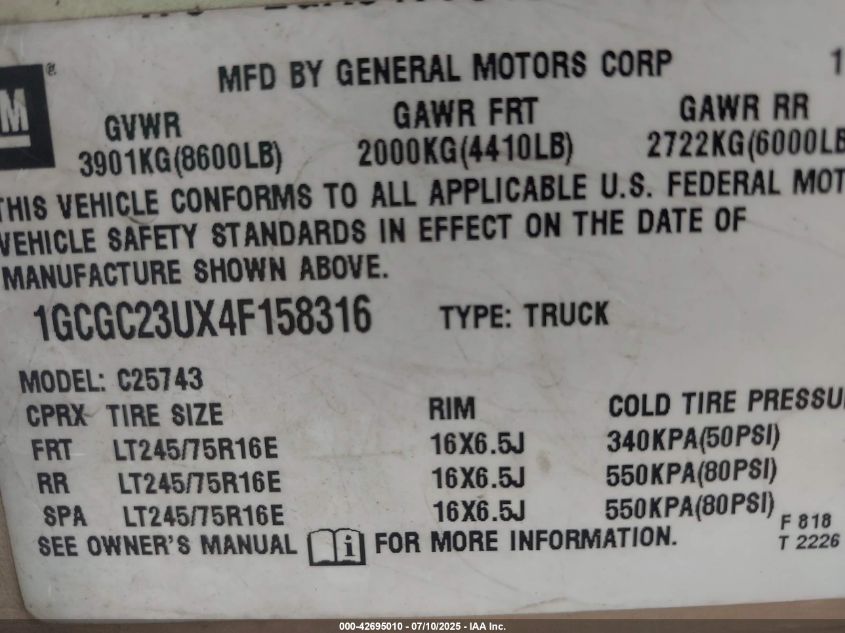 MFD BY GENERAL MOTORS CORP
GM ®
GVWR GAWR FRT GAWR RR
3901KG(8600LB) 2000KG(4410LB) 2722KG(6000LB
THIS VEHICLE CONFORMS TO ALL APPLICABLE U.S. FEDERAL MOT
VEHICLE SAFETY STANDARDS IN EFFECT ON THE DATE OF
MANUFACTURE SHOWN ABOVE.
1GCGC23UX4F158316 TYPE: TRUCK
MODEL: C25743
CPRX TIRE SIZE RIM COLD TIRE PRESSU
FRT LT245/75R16E 16X6.5J 340KPA(50PSI)
RR LT245/75R16E 16X6.5J 550KPA(80PSI)
SPA LT245/75R16E 16X6.5J 550KPA(80PSI)
F 818
SEE OWNER'S MANUAL i FOR MORE INFORMATION.
T 2226
000-42695010 - 07/10/2025 - IAA Inc.